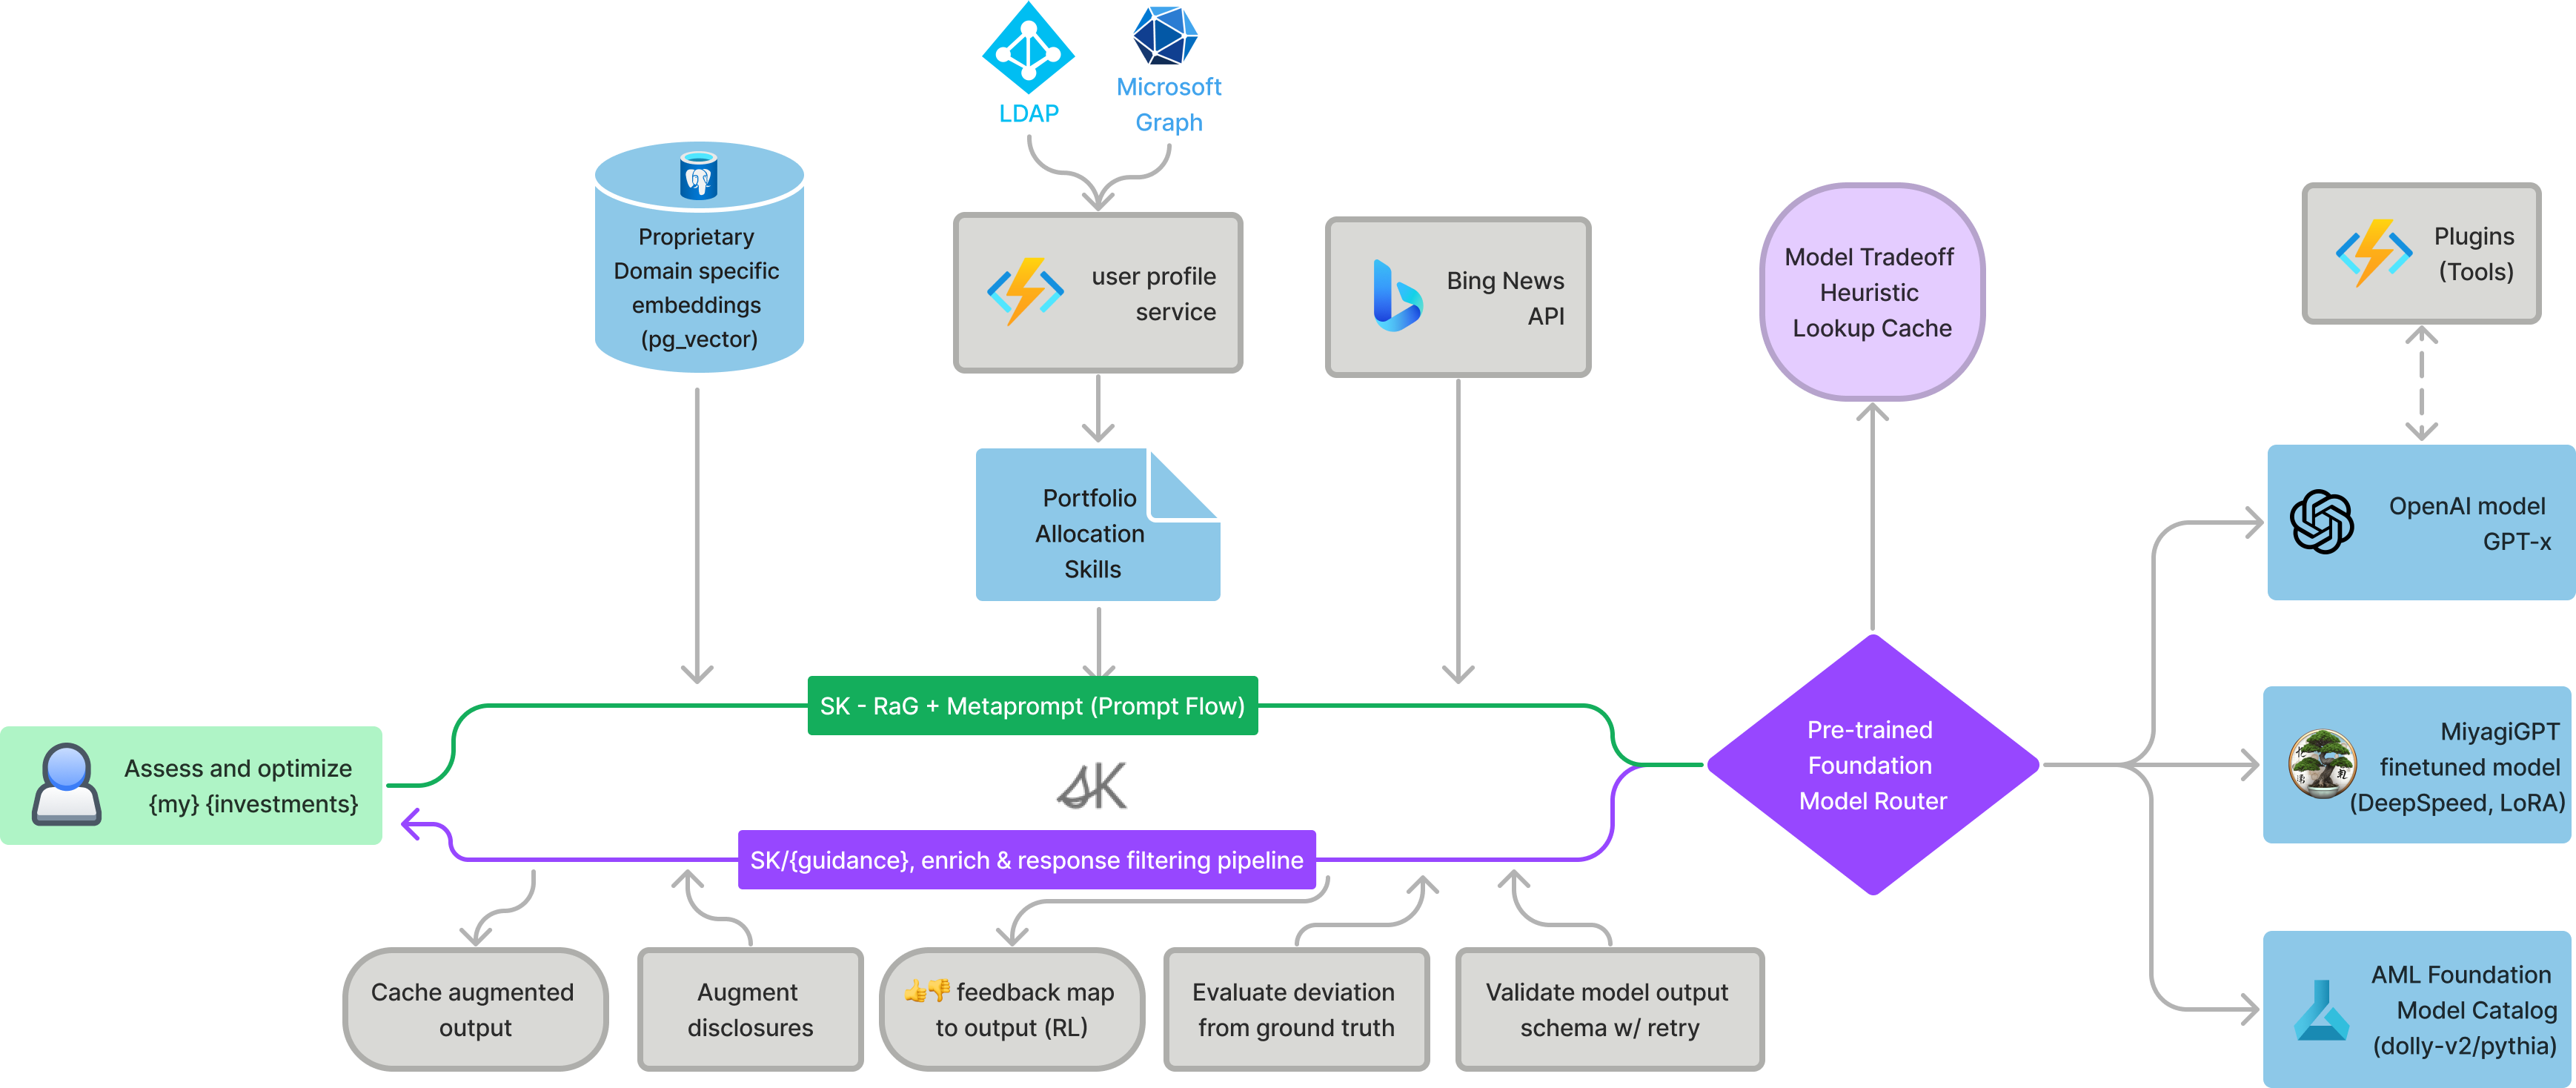 LDAP
Microsoft
Graph
Proprietary
Domain specific
embeddings
(pg_vector)
user profile
service
Bing News
API
Model Tradeoff
Heuristic
Lookup Cache
Plugins
(Tools)
Portfolio
Allocation
Skills
OpenAI model
GPT-x
SK - RaG + Metaprompt (Prompt Flow)
Assess and optimize
{my} {investments}
SK
Pre-trained
Foundation
Model Router
MiyagiGPT
finetuned model
(DeepSpeed, LoRA)
SK/{guidance}, enrich & response filtering pipeline
Cache augmented
output
Augment
disclosures
👍👎 feedback map
to output (RL)
Evaluate deviation
from ground truth
Validate model output
schema w/ retry
AML Foundation
Model Catalog
(dolly-v2/pythia)